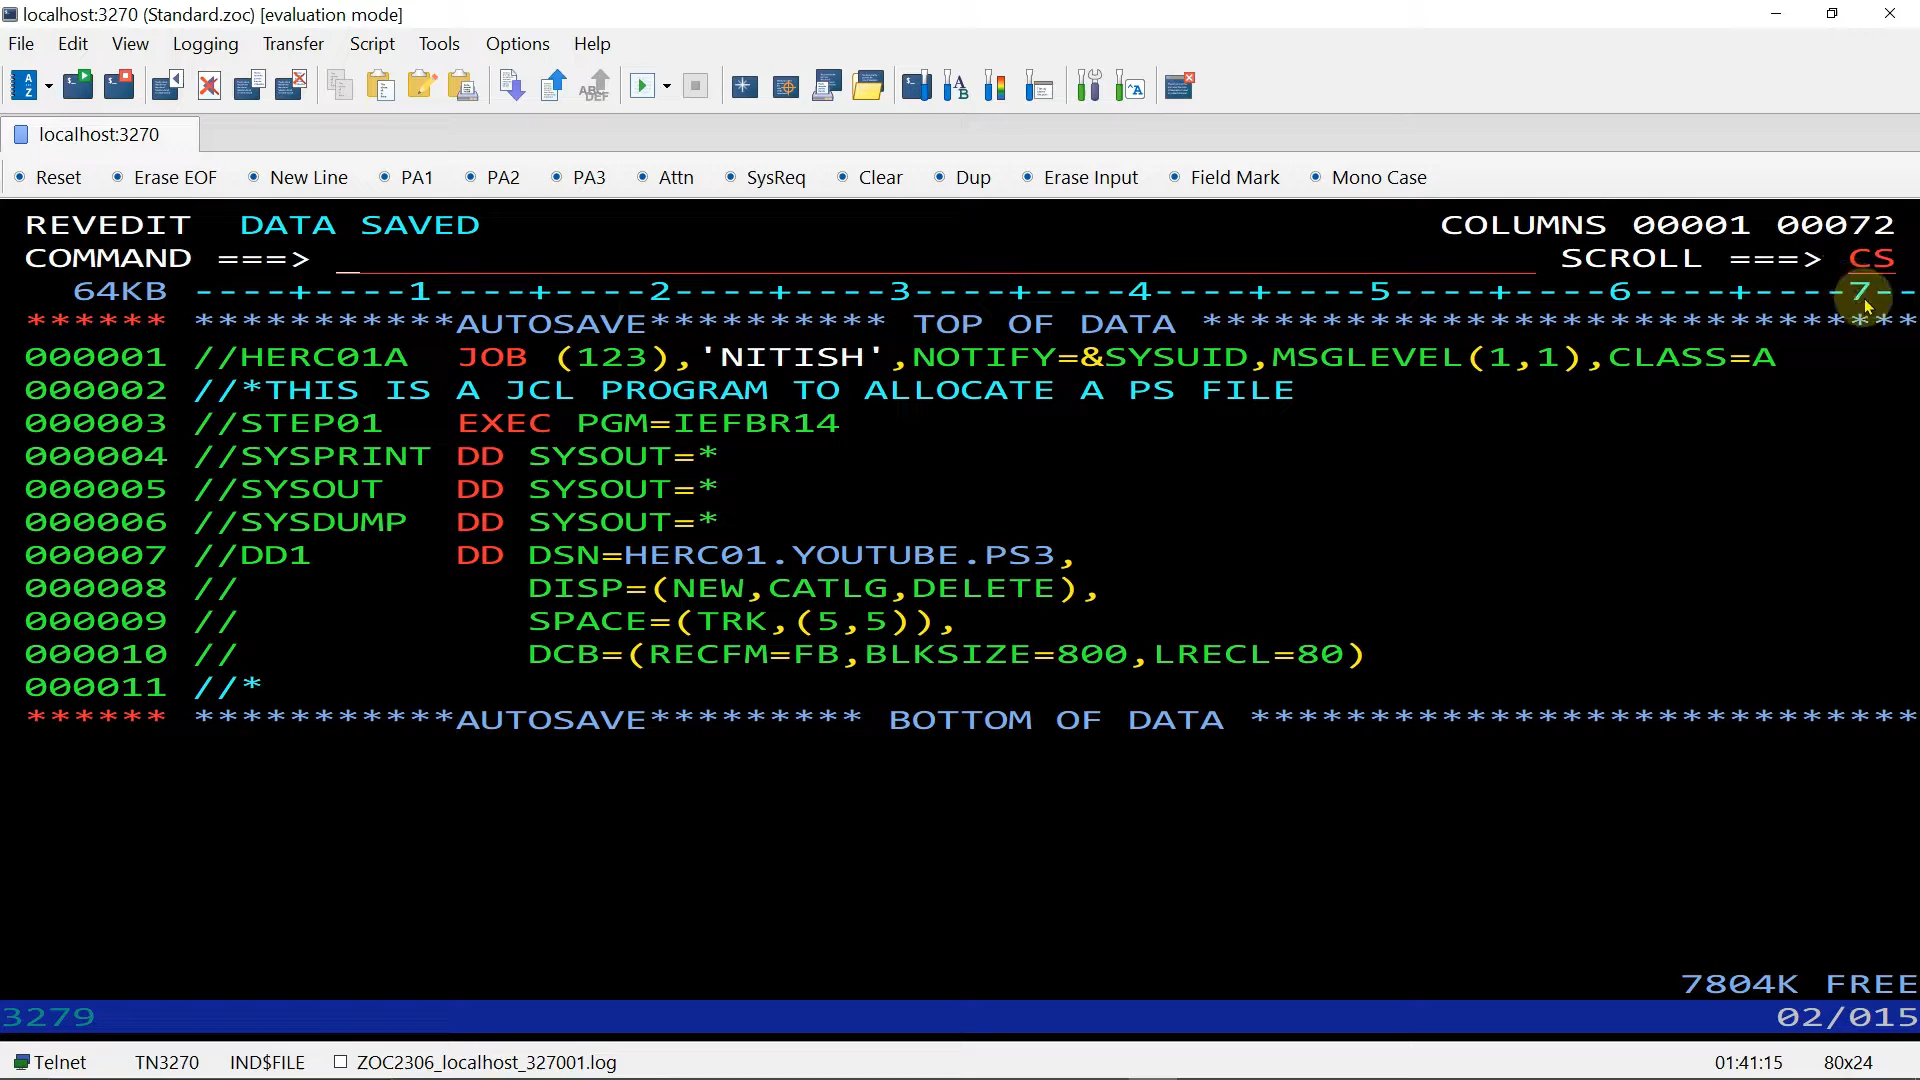 localhost:3270 (Standard.zoc) [evaluation mode]
File Edit View Logging Transfer Script Tools Options Help
localhost:3270
Reset Erase EOF New Line PA1 PA2 PA3 Attn SysReq Clear Dup Erase Input Field Mark Mono Case
REVEDIT DATA SAVED COLUMNS 00001 00072
COMMAND ===> _ SCROLL ===> CS
64KB ----+----1----+----2----+----3----+----4----+----5----+----6----+----7--
****** ***********AUTOSAVE********** TOP OF DATA ******************************
000001 //HERC01A  JOB (123),'NITISH',NOTIFY=&SYSUID,MSGLEVEL(1,1),CLASS=A
000002 //*THIS IS A JCL PROGRAM TO ALLOCATE A PS FILE
000003 //STEP01   EXEC PGM=IEFBR14
000004 //SYSPRINT DD SYSOUT=*
000005 //SYSOUT   DD SYSOUT=*
000006 //SYSDUMP  DD SYSOUT=*
000007 //DD1      DD DSN=HERC01.YOUTUBE.PS3,
000008 //            DISP=(NEW,CATLG,DELETE),
000009 //            SPACE=(TRK,(5,5)),
000010 //            DCB=(RECFM=FB,BLKSIZE=800,LRECL=80)
000011 //*
****** ***********AUTOSAVE********* BOTTOM OF DATA ****************************
7804K FREE
3279 02/015
Telnet TN3270 IND$FILE ZOC2306_localhost_327001.log 01:41:15 80x24